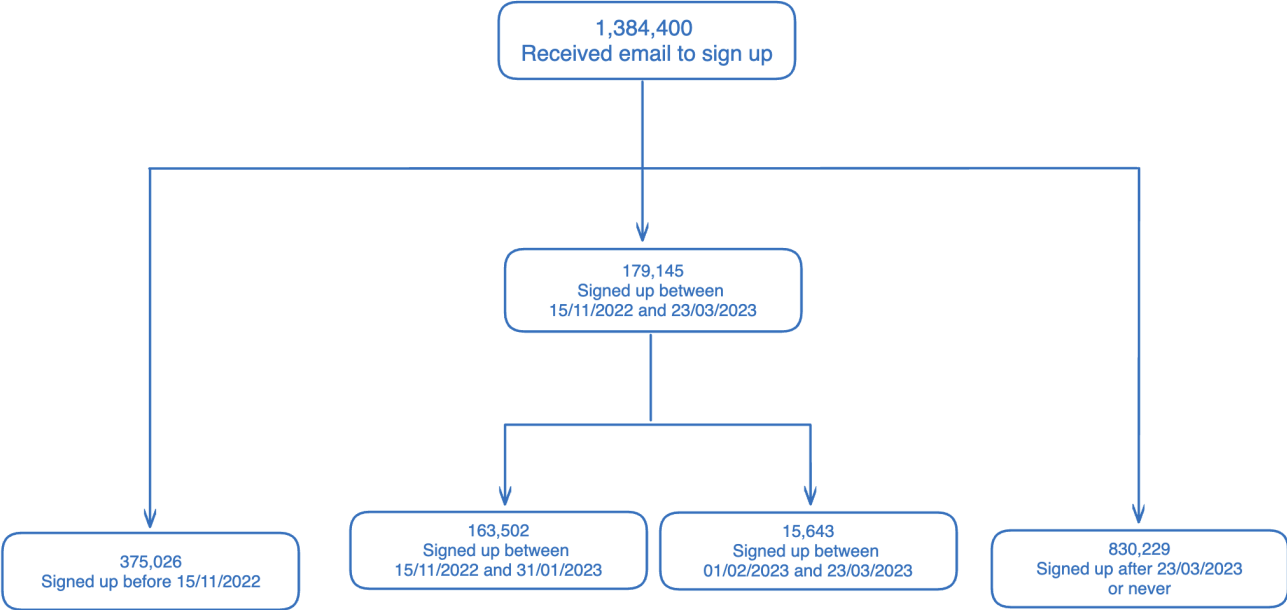 1,384,400
Received email to sign up
179,145
Signed up between
15/11/2022 and 23/03/2023
375,026
Signed up before 15/11/2022
163,502
Signed up between
15/11/2022 and 31/01/2023
15,643
Signed up between
01/02/2023 and 23/03/2023
830,229
Signed up after 23/03/2023
or never